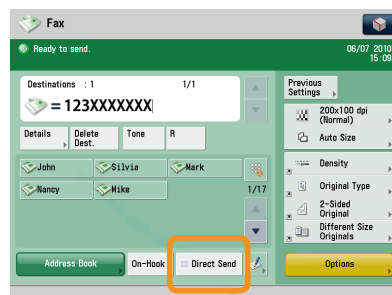 Fax
Ready to send.
06/07 2010
15:09
Destinations : 1
1/1
=123XXXXXXX
Previous
Settings
200x100 dpi
(Normal)
Auto Size
Details
Delete
Dest.
Tone
R
Density
John
Silvia
Mark
Nancy
Mike
1/17
Original Type
2-Sided
Original
Different Size
Originals
Address Book
On-Hook
Direct Send
Options